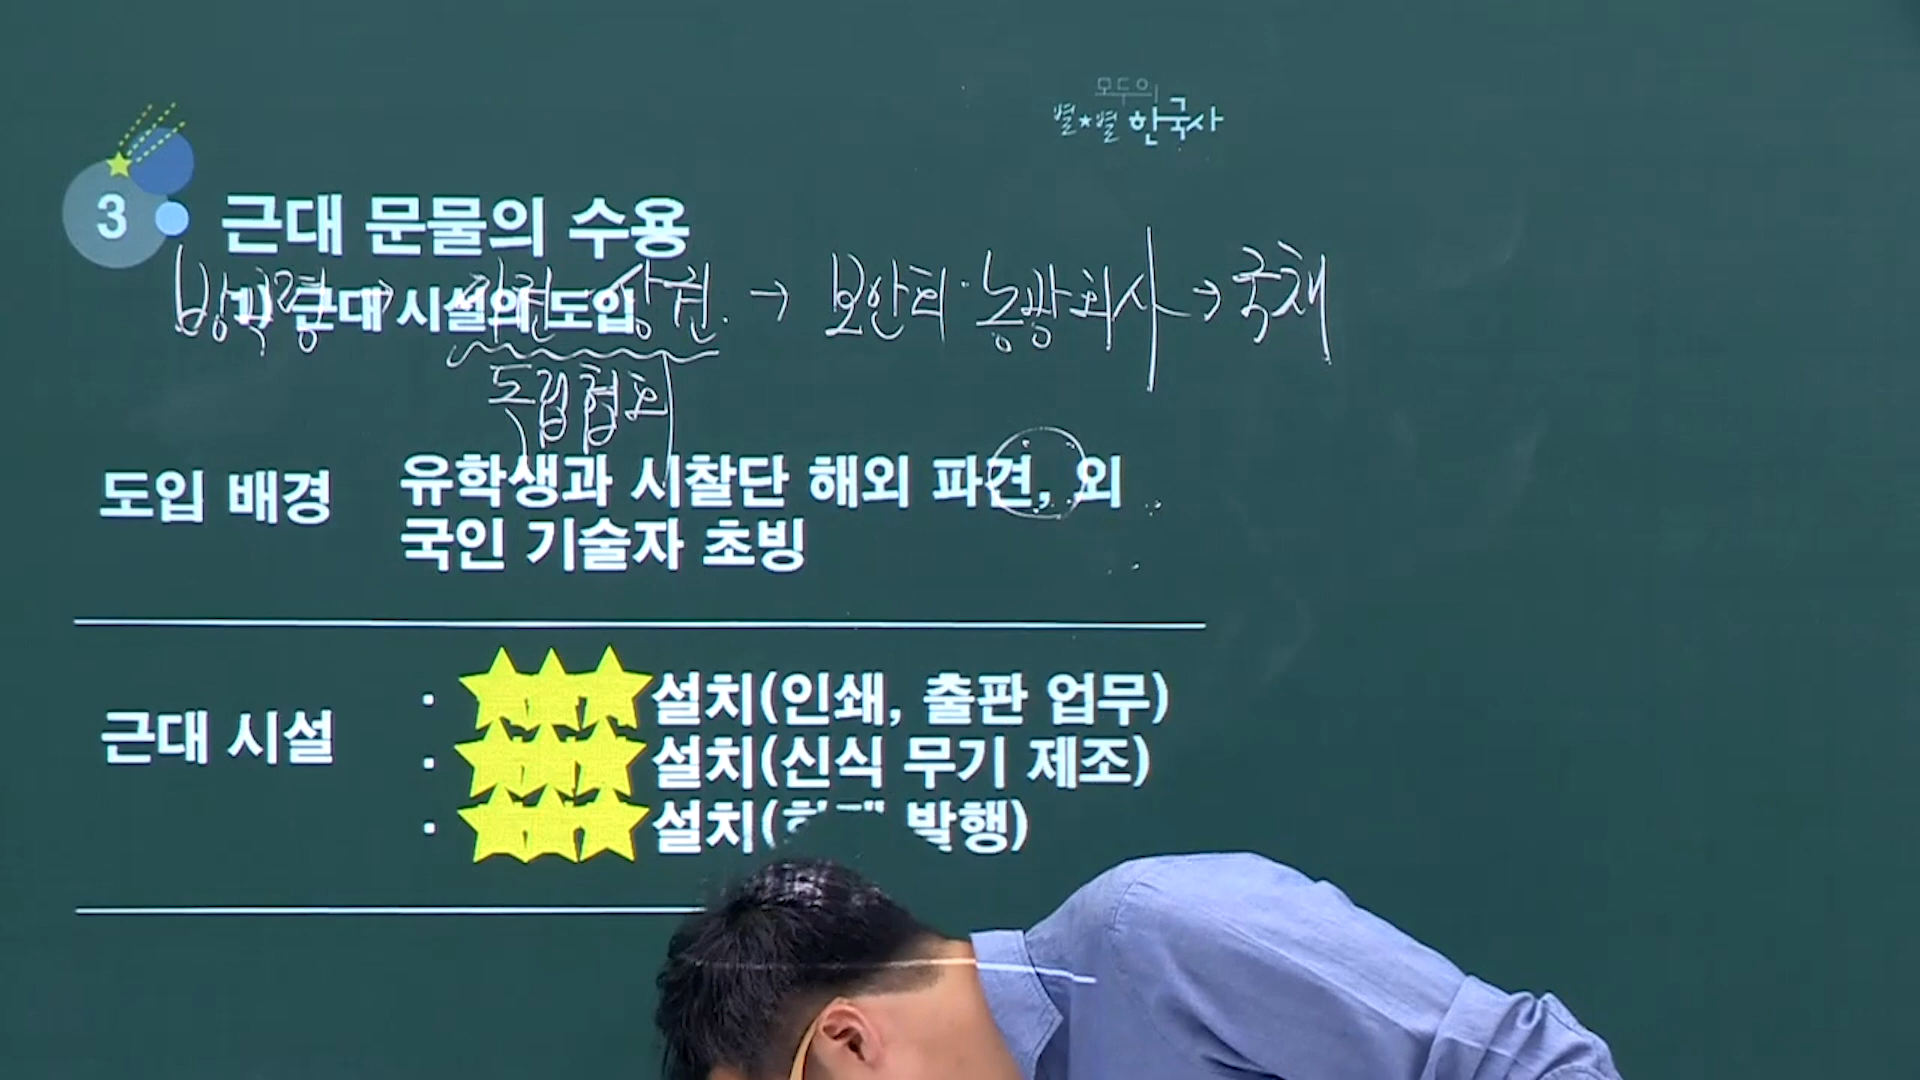 모두의
별★별 한국사
3 근대 문물의 수용
1) 근대 시설의 도입
방곡령 → 이권·상권 → 보안회·농광회사 → 국채
독립협회
도입 배경
유학생과 시찰단 해외 파견, 외
국인 기술자 초빙
근대 시설
· 설치(인쇄, 출판 업무)
· 설치(신식 무기 제조)
· 설치( 발행)